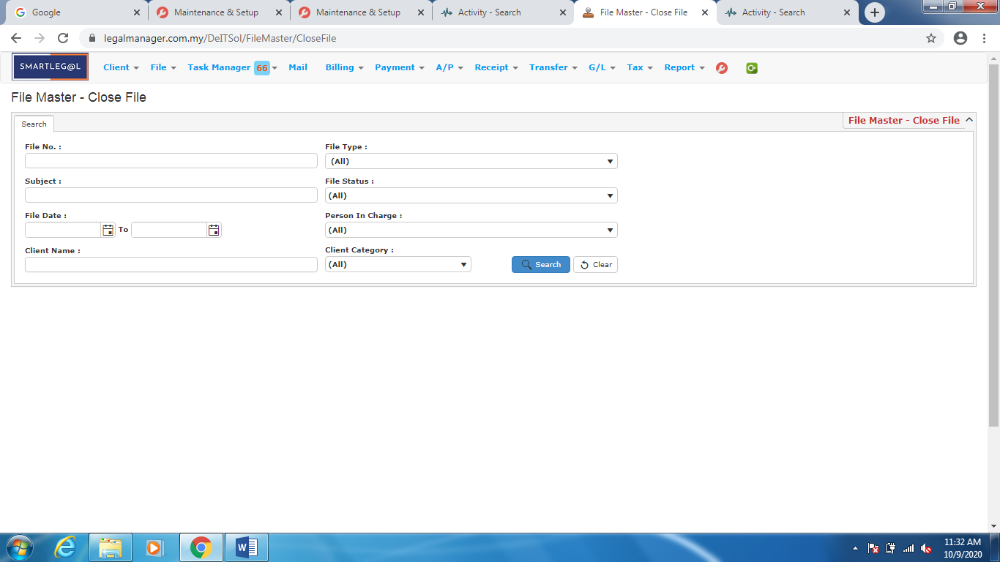 Google
Maintenance & Setup
Maintenance & Setup
Activity - Search
File Master - Close File
Activity - Search
legalmanager.com.my/DeITSol/FileMaster/CloseFile
SMARTLEG@L
Client File Task Manager 66 Mail Billing Payment A/P Receipt Transfer G/L Tax Report
File Master - Close File
Search
File Master - Close File
File No. :
File Type :
(All)
Subject :
File Status :
(All)
File Date :
To
Person In Charge :
(All)
Client Name :
Client Category :
(All)
Search
Clear
11:32 AM
10/9/2020